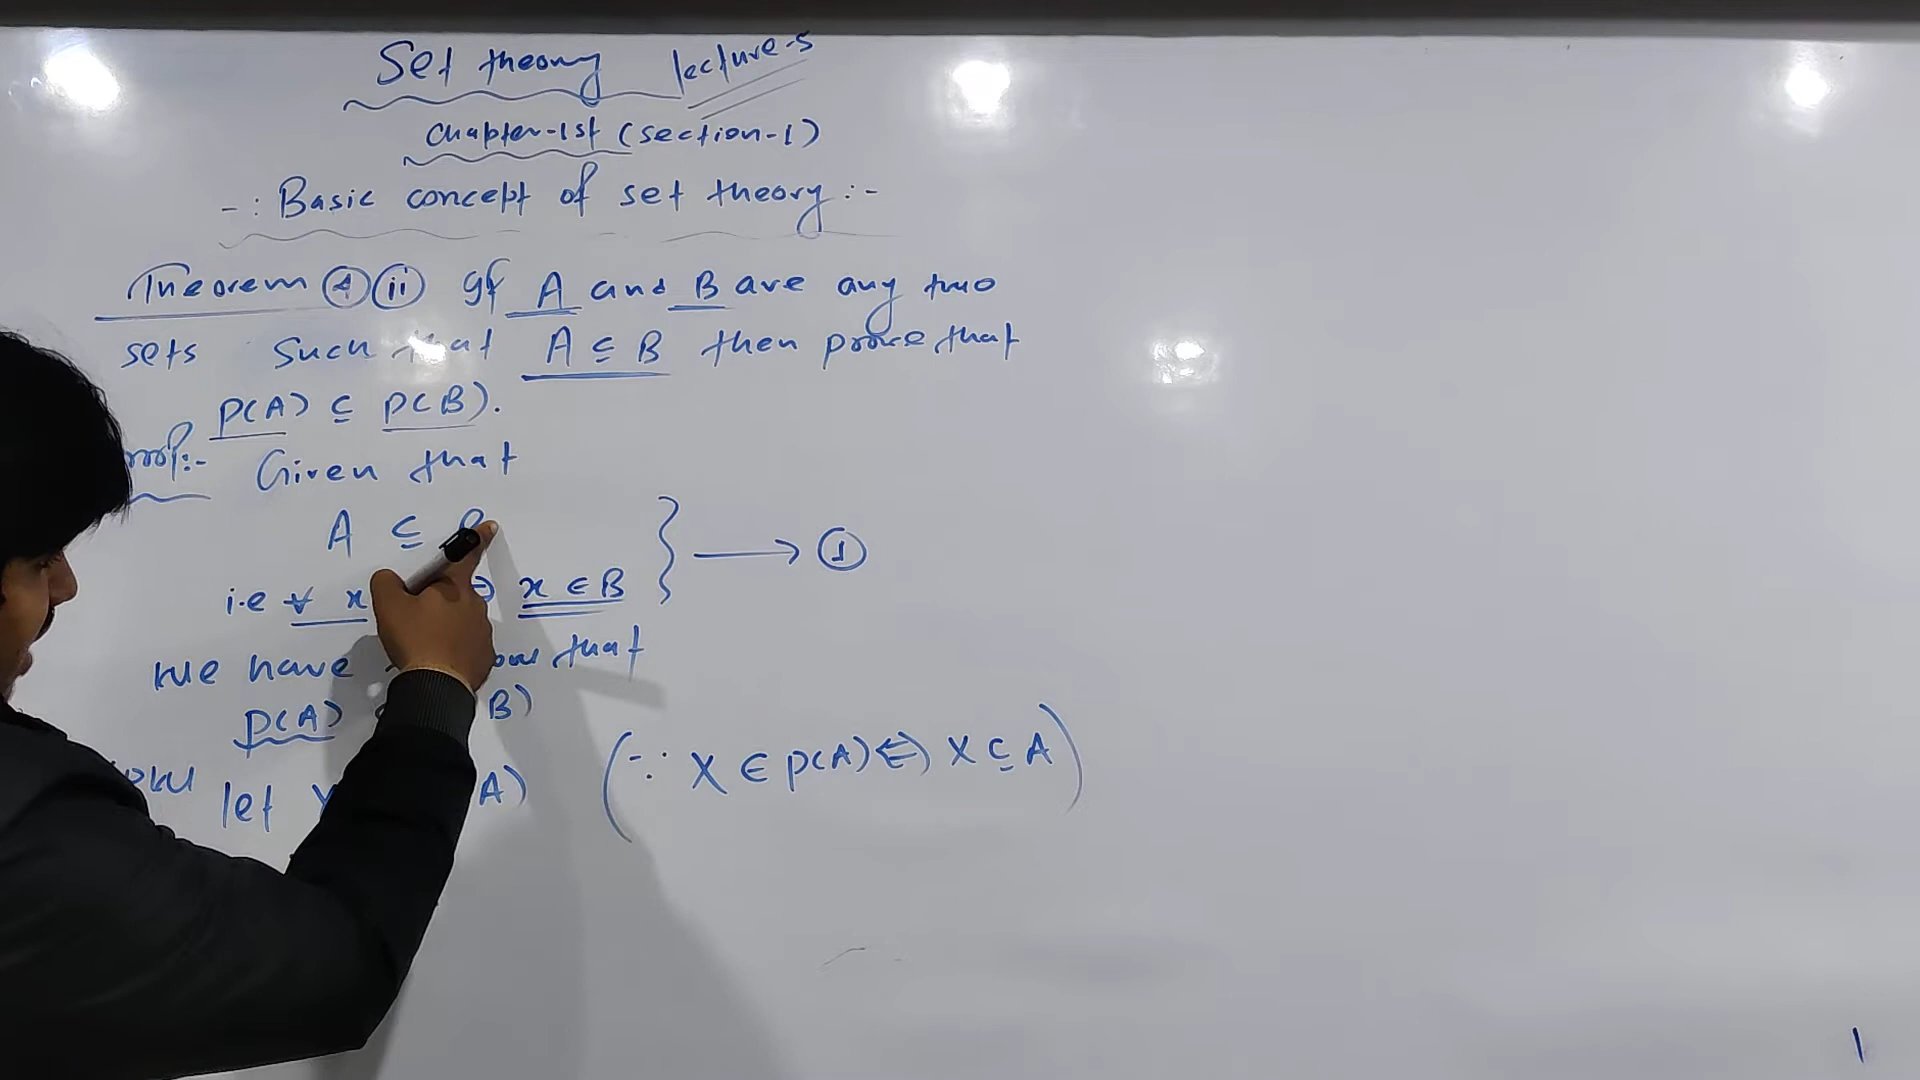 Set theory lecture-5
Chapter-1st (section-1)
-: Basic concept of set theory :-
Theorem ④ (ii) If A and B are any two
sets Such that A ⊆ B then prove that
P(A) ⊆ P(B).
Given that
A ⊆
i.e ∀ x ⇒ x ∈ B } ⟶ ①
We have that
P(A) B)
let A) (∵ X ∈ P(A) ⇔ X ⊆ A)
1